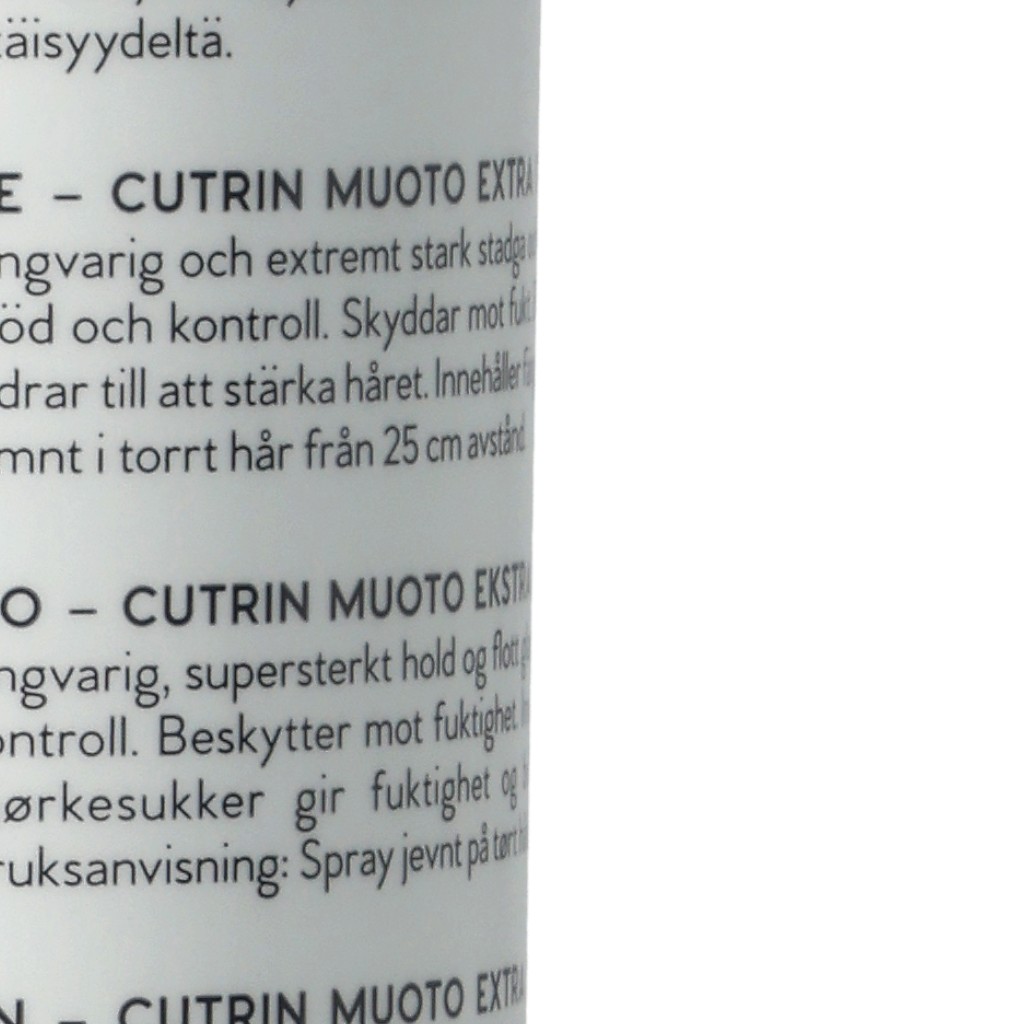 täisyydeltä.
E – CUTRIN MUOTO EXTRA
ngvarig och extremt stark stadga
öd och kontroll. Skyddar mot fukt.
drar till att stärka håret. Innehåller
mnt i torrt hår från 25 cm avstånd
O – CUTRIN MUOTO EKSTRA
ngvarig, supersterkt hold og flott
ontroll. Beskytter mot fuktighet.
ørkesukker gir fuktighet og
ruksanvisning: Spray jevnt på tørt
N – CUTRIN MUOTO EXTRA